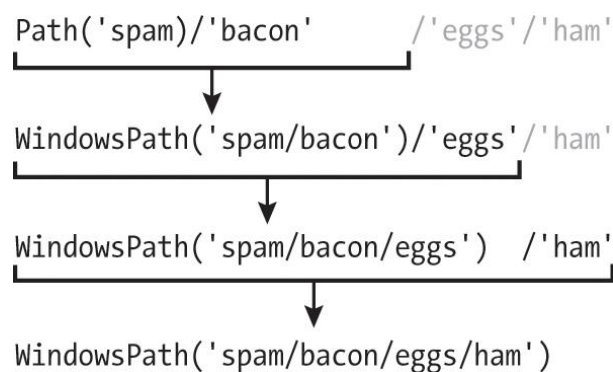 Path('spam)/'bacon' /'eggs'/'ham'
WindowsPath('spam/bacon')/'eggs'/'ham'
WindowsPath('spam/bacon/eggs') /'ham'
WindowsPath('spam/bacon/eggs/ham')